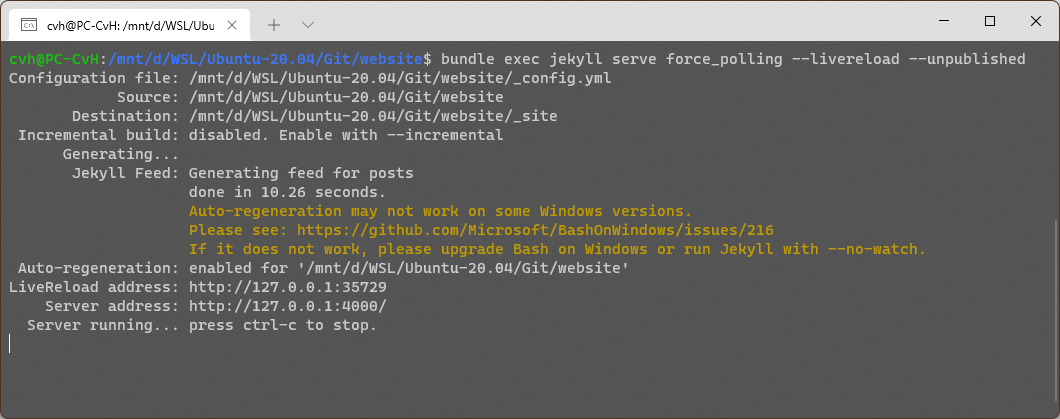 cvh@PC-CvH: /mnt/d/WSL/Ubu
cvh@PC-CvH:/mnt/d/WSL/Ubuntu-20.04/Git/website$ bundle exec jekyll serve force_polling --livereload --unpublished
Configuration file: /mnt/d/WSL/Ubuntu-20.04/Git/website/_config.yml
Source: /mnt/d/WSL/Ubuntu-20.04/Git/website
Destination: /mnt/d/WSL/Ubuntu-20.04/Git/website/_site
Incremental build: disabled. Enable with --incremental
Generating...
Jekyll Feed: Generating feed for posts
done in 10.26 seconds.
Auto-regeneration may not work on some Windows versions.
Please see: https://github.com/Microsoft/BashOnWindows/issues/216
If it does not work, please upgrade Bash on Windows or run Jekyll with --no-watch.
Auto-regeneration: enabled for '/mnt/d/WSL/Ubuntu-20.04/Git/website'
LiveReload address: http://127.0.0.1:35729
Server address: http://127.0.0.1:4000/
Server running... press ctrl-c to stop.